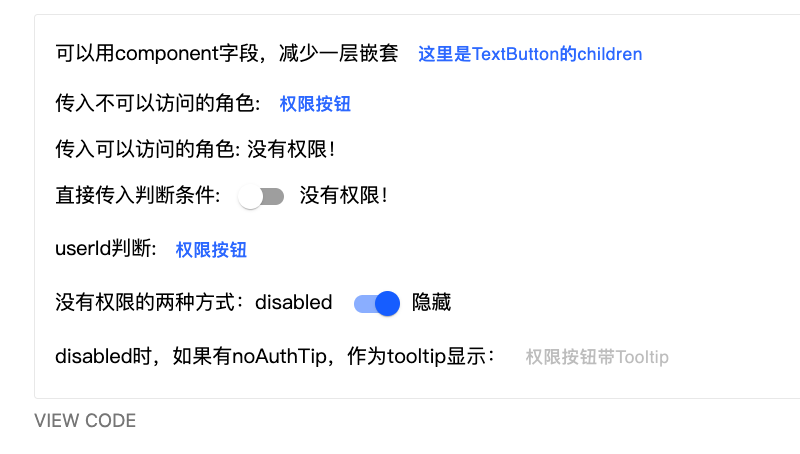 可以用component字段，减少一层嵌套 这里是TextButton的children
传入不可以访问的角色: 权限按钮
传入可以访问的角色: 没有权限!
直接传入判断条件: 没有权限!
userId判断: 权限按钮
没有权限的两种方式：disabled 隐藏
disabled时，如果有noAuthTip，作为tooltip显示： 权限按钮带Tooltip
VIEW CODE